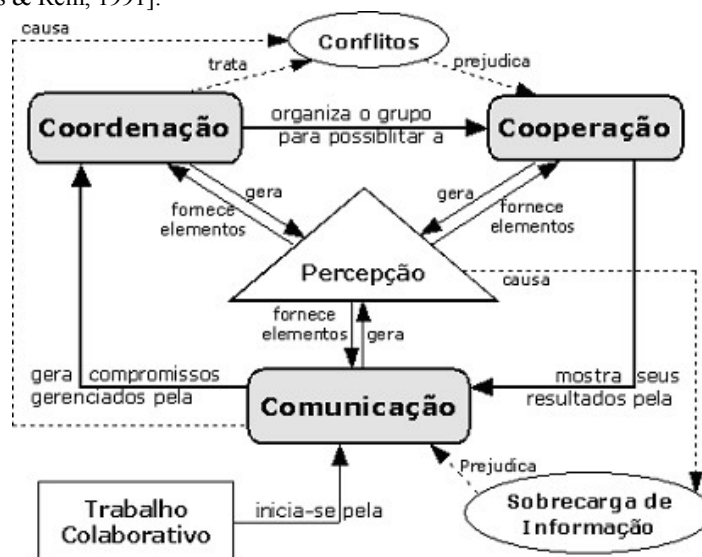 & Rein, 1991].
causa
Conflitos
trata
prejudica
Coordenação
organiza o grupo
para possiblitar a
Cooperação
gera
fornece
elementos
gera
fornece
elementos
Percepção
causa
fornece
elementos
gera
gera compromissos
gerenciados pela
Comunicação
mostra seus
resultados pela
Prejudica
Trabalho
Colaborativo
inicia-se pela
Sobrecarga de
Informação